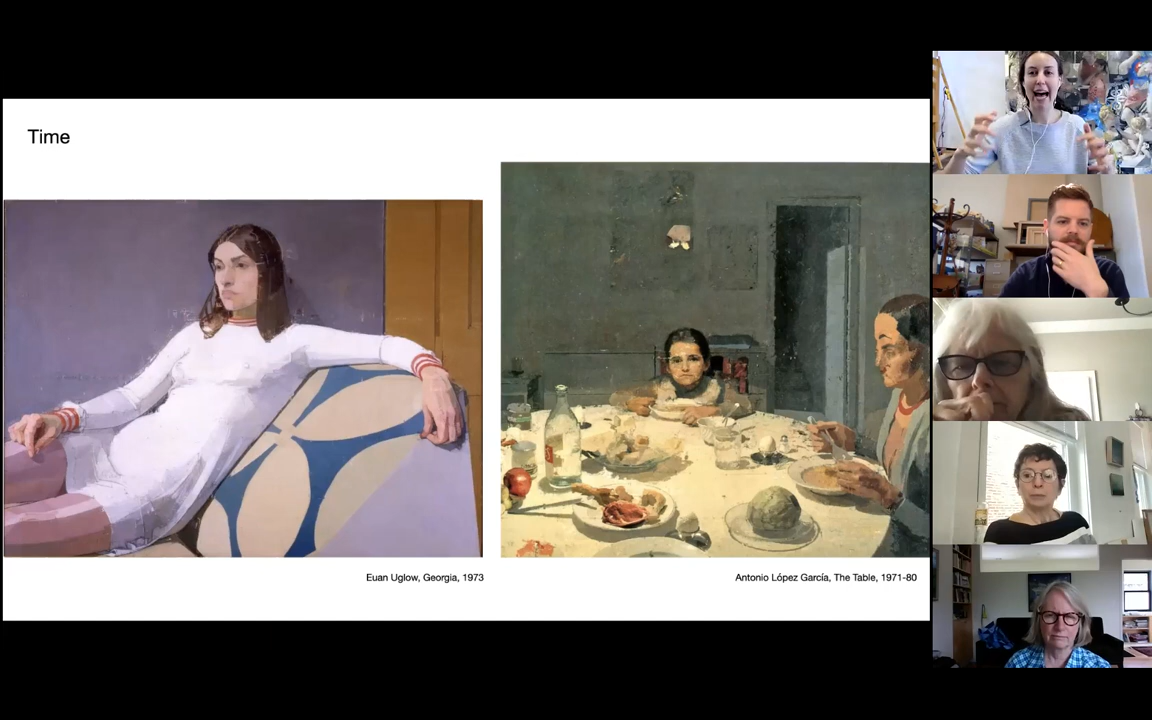 Time
Euan Uglow, Georgia, 1973
Antonio López García, The Table, 1971-80